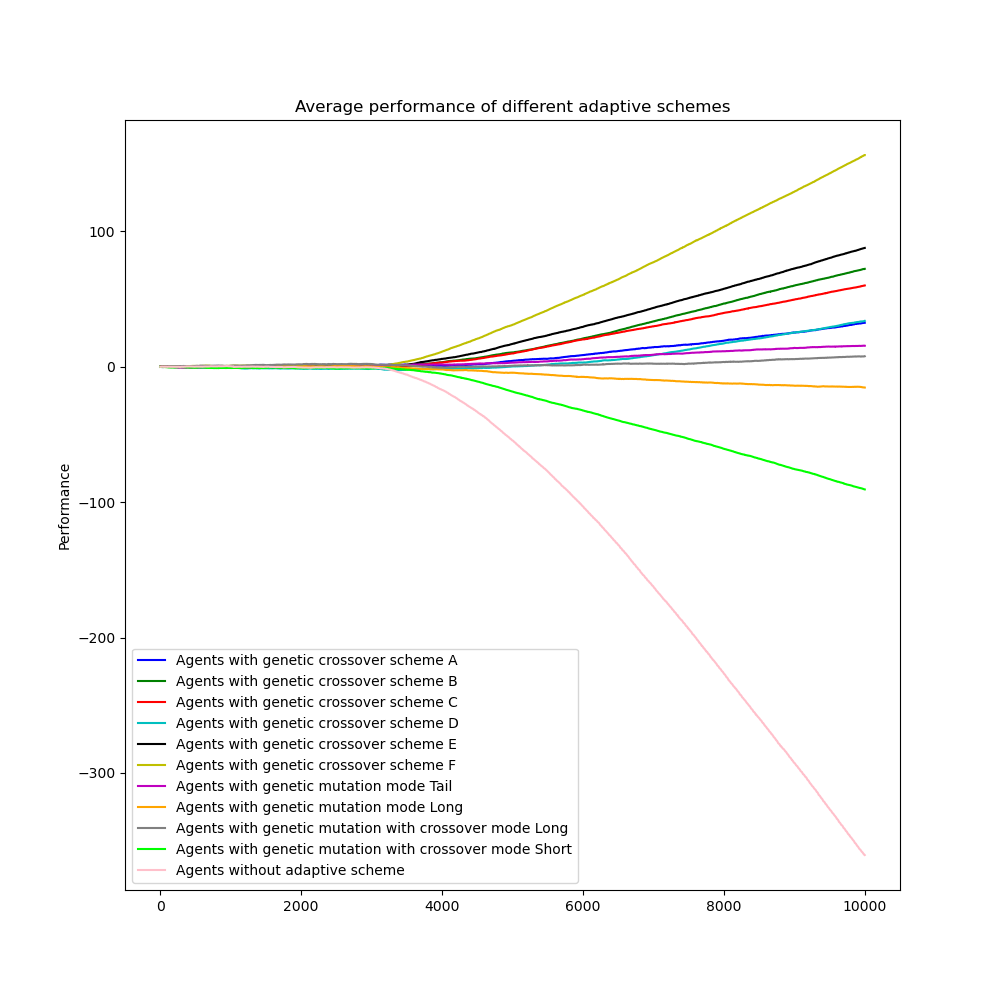 Average performance of different adaptive schemes
100
0
−100
−200
−300
Performance
Agents with genetic crossover scheme A
Agents with genetic crossover scheme B
Agents with genetic crossover scheme C
Agents with genetic crossover scheme D
Agents with genetic crossover scheme E
Agents with genetic crossover scheme F
Agents with genetic mutation mode Tail
Agents with genetic mutation mode Long
Agents with genetic mutation with crossover mode Long
Agents with genetic mutation with crossover mode Short
Agents without adaptive scheme
0 2000 4000 6000 8000 10000